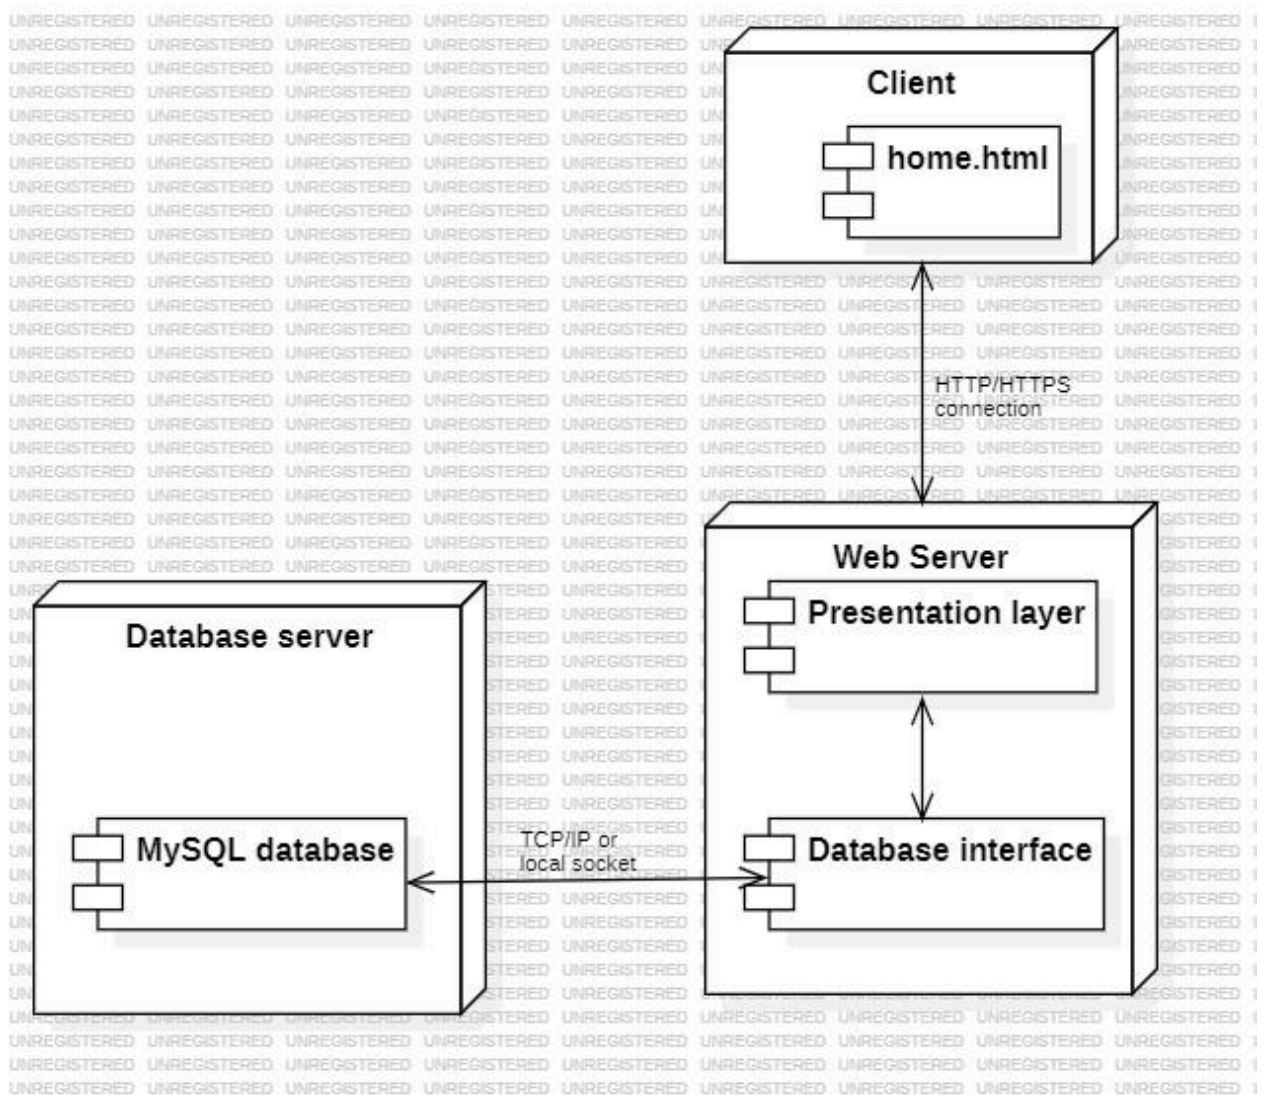 Client
home.html
HTTP/HTTPS
connection
Web Server
Presentation layer
Database server
MySQL database
TCP/IP or
local socket
Database interface
UNREGISTERED